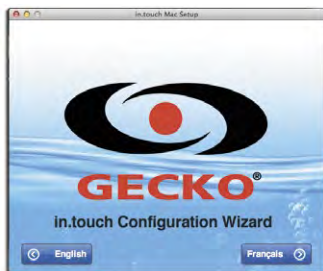 in.touch Mac Setup
GECKO®
in.touch Configuration Wizard
English
Français